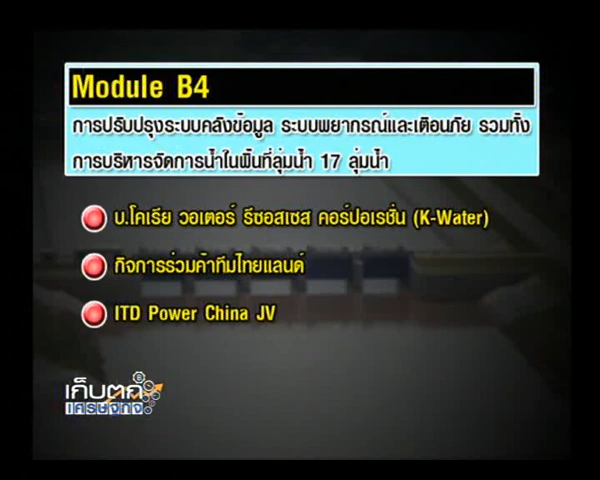 Module B4
การปรับปรุงระบบคลังข้อมูล ระบบพยากรณ์และเตือนภัย รวมทั้ง
การบริหารจัดการน้ำในพื้นที่ลุ่มน้ำ 17 ลุ่มน้ำ
บ.โคเรีย วอเตอร์ รีซอสเซส คอร์ปอเรชั่น (K-Water)
กิจการร่วมค้าทีมไทยแลนด์
ITD Power China JV
เก็บตก
เศรษฐกิจ